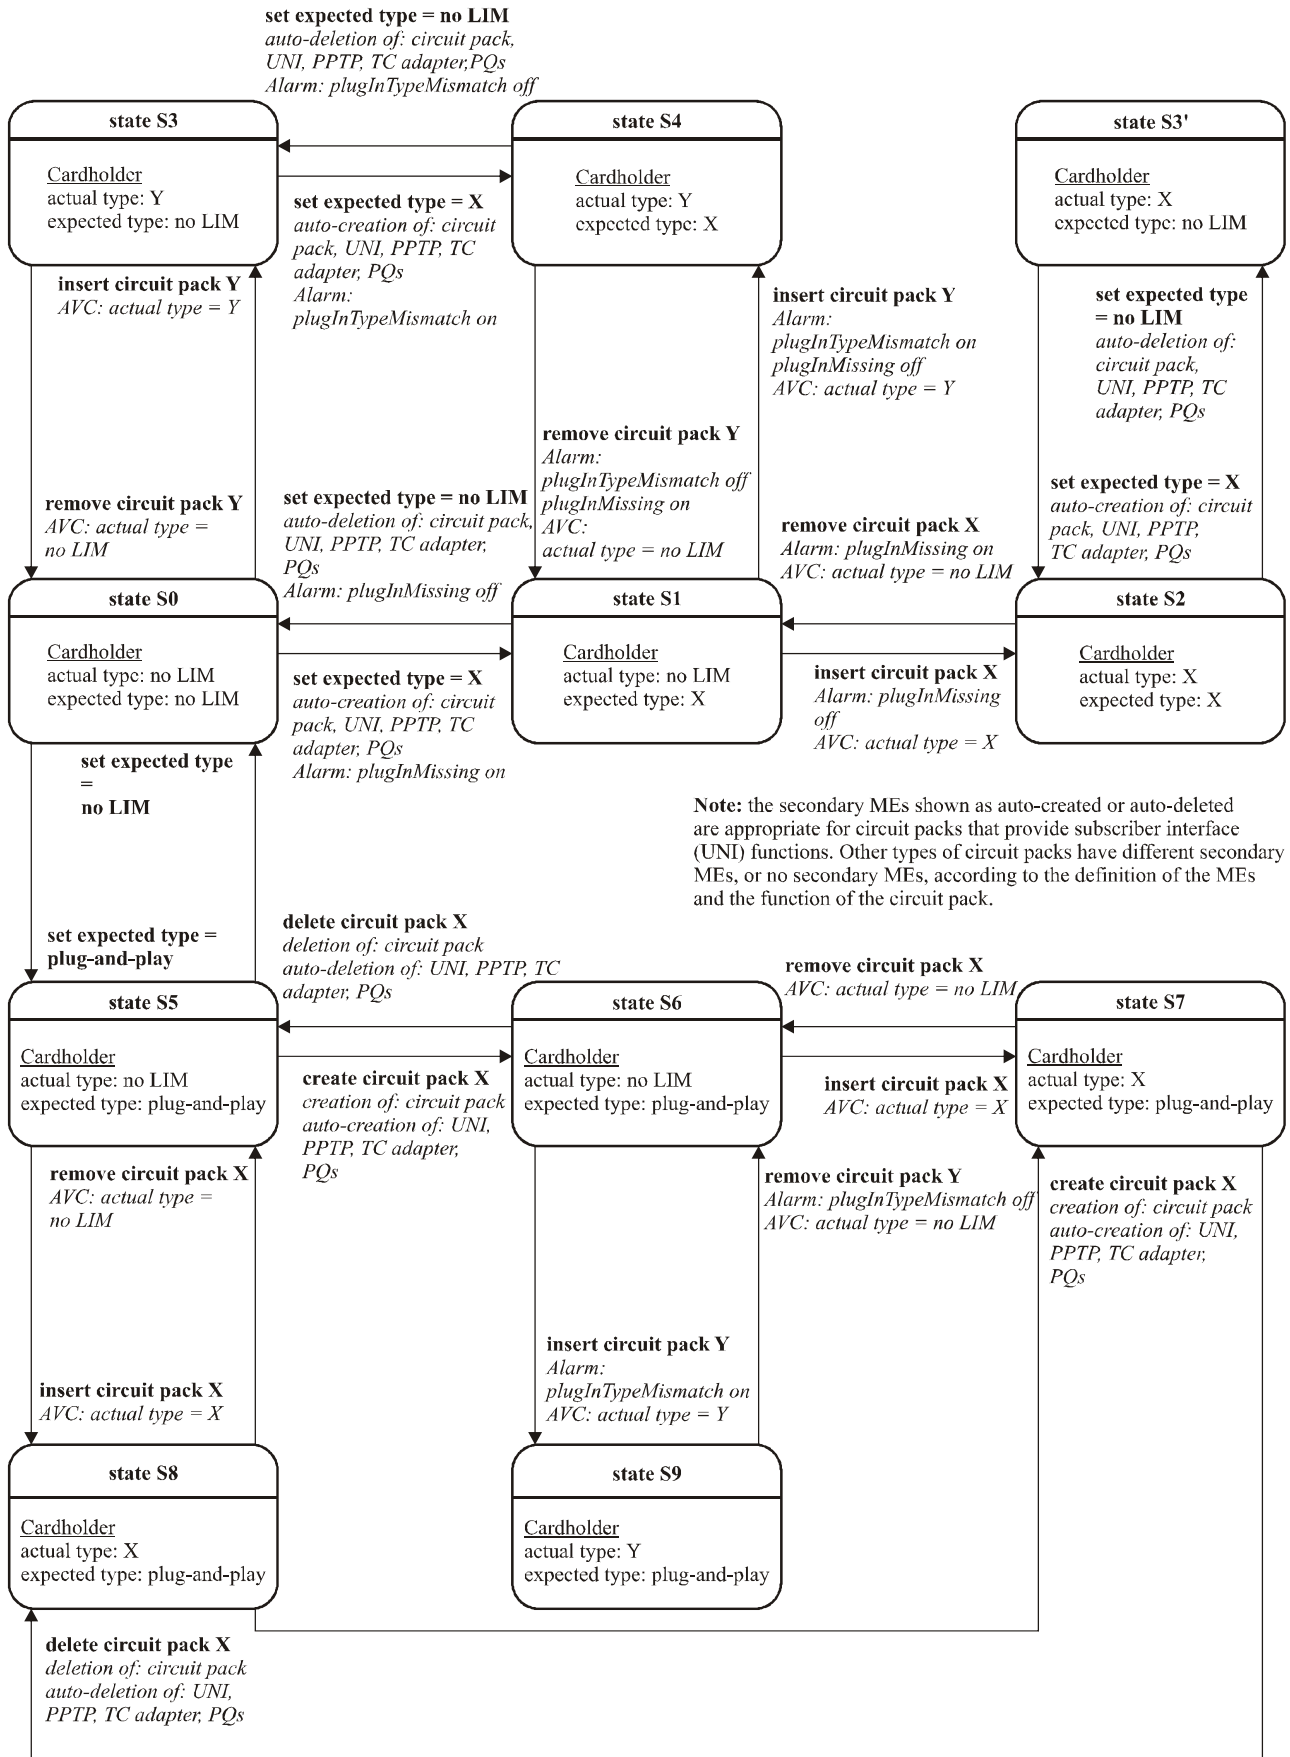 set expected type = no LIM
auto-deletion of: circuit pack,
UNI, PPTP, TC adapter,PQs
Alarm: plugInTypeMismatch off
state S3
Cardholder
actual type: Y
expected type: no LIM
state S4
Cardholder
actual type: Y
expected type: X
state S3'
Cardholder
actual type: X
expected type: no LIM
set expected type = X
auto-creation of: circuit
pack, UNI, PPTP, TC
adapter, PQs
Alarm:
plugInTypeMismatch on
insert circuit pack Y
AVC: actual type = Y
insert circuit pack Y
Alarm:
plugInTypeMismatch on
plugInMissing off
AVC: actual type = Y
set expected type
= no LIM
auto-deletion of:
circuit pack,
UNI, PPTP, TC
adapter, PQs
remove circuit pack Y
AVC: actual type =
no LIM
set expected type = no LIM
auto-deletion of: circuit pack,
UNI, PPTP, TC adapter,
PQs
Alarm: plugInMissing off
remove circuit pack Y
Alarm:
plugInTypeMismatch off
plugInMissing on
AVC:
actual type = no LIM
remove circuit pack X
Alarm: plugInMissing on
AVC: actual type = no LIM
set expected type = X
auto-creation of: circuit
pack, UNI, PPTP,
TC adapter, PQs
state S0
Cardholder
actual type: no LIM
expected type: no LIM
state S1
Cardholder
actual type: no LIM
expected type: X
state S2
Cardholder
actual type: X
expected type: X
set expected type = X
auto-creation of: circuit
pack, UNI, PPTP, TC
adapter, PQs
Alarm: plugInMissing on
insert circuit pack X
Alarm: plugInMissing
off
AVC: actual type = X
set expected type
=
no LIM
Note: the secondary MEs shown as auto-created or auto-deleted
are appropriate for circuit packs that provide subscriber interface
(UNI) functions. Other types of circuit packs have different secondary
MEs, or no secondary MEs, according to the definition of the MEs
and the function of the circuit pack.
set expected type =
plug-and-play
delete circuit pack X
deletion of: circuit pack
auto-deletion of: UNI, PPTP, TC
adapter, PQs
remove circuit pack X
AVC: actual type = no LIM
state S5
Cardholder
actual type: no LIM
expected type: plug-and-play
state S6
Cardholder
actual type: no LIM
expected type: plug-and-play
state S7
Cardholder
actual type: X
expected type: plug-and-play
create circuit pack X
creation of: circuit pack
auto-creation of: UNI,
PPTP, TC adapter,
PQs
insert circuit pack X
AVC: actual type = X
remove circuit pack X
AVC: actual type =
no LIM
remove circuit pack Y
Alarm: plugInTypeMismatch off
AVC: actual type = no LIM
create circuit pack X
creation of: circuit pack
auto-creation of: UNI,
PPTP, TC adapter,
PQs
insert circuit pack X
AVC: actual type = X
insert circuit pack Y
Alarm:
plugInTypeMismatch on
AVC: actual type = Y
state S8
Cardholder
actual type: X
expected type: plug-and-play
state S9
Cardholder
actual type: Y
expected type: plug-and-play
delete circuit pack X
deletion of: circuit pack
auto-deletion of: UNI,
PPTP, TC adapter, PQs